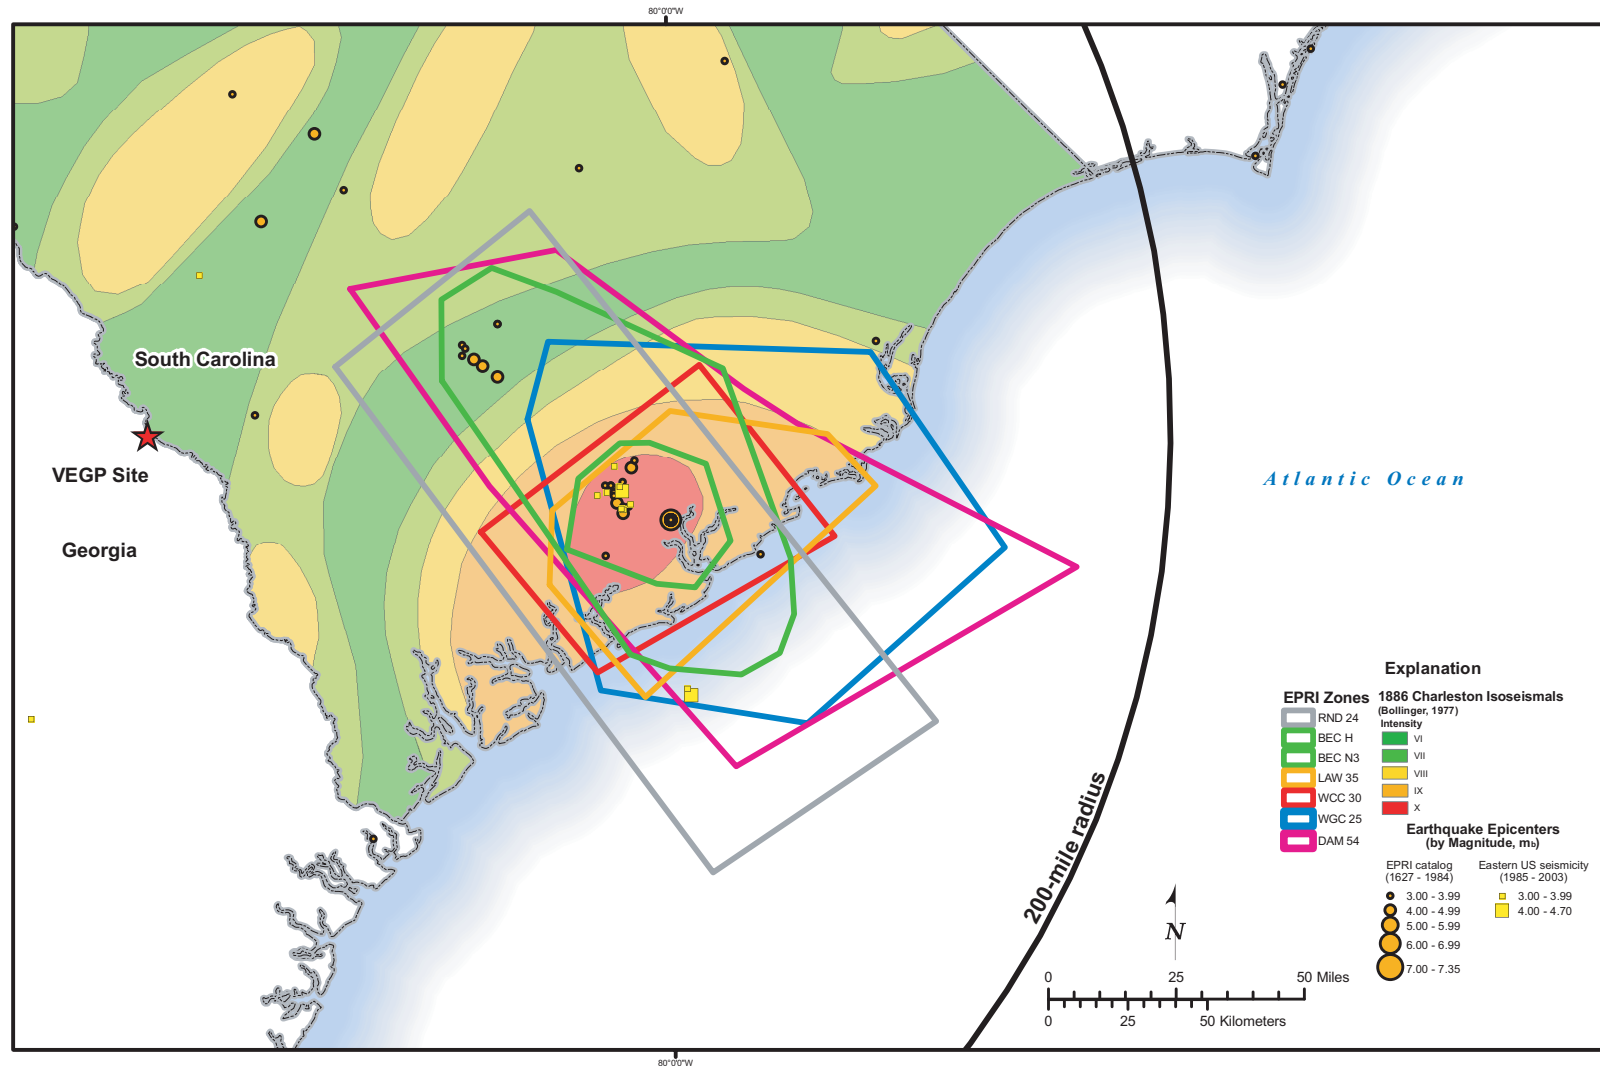 80°0'0"W
South Carolina
VEGP Site
Georgia
Atlantic Ocean
200-mile radius
N
0 25 50 Miles
0 25 50 Kilometers
Explanation
EPRI Zones
RND 24
BEC H
BEC N3
LAW 35
WCC 30
WGC 25
DAM 54
1886 Charleston Isoseismals
(Bollinger, 1977)
Intensity
VI
VII
VIII
IX
X
Earthquake Epicenters
(by Magnitude, mb)
EPRI catalog
(1627 - 1984)
3.00 - 3.99
4.00 - 4.99
5.00 - 5.99
6.00 - 6.99
7.00 - 7.35
Eastern US seismicity
(1985 - 2003)
3.00 - 3.99
4.00 - 4.70
80°0'0"W